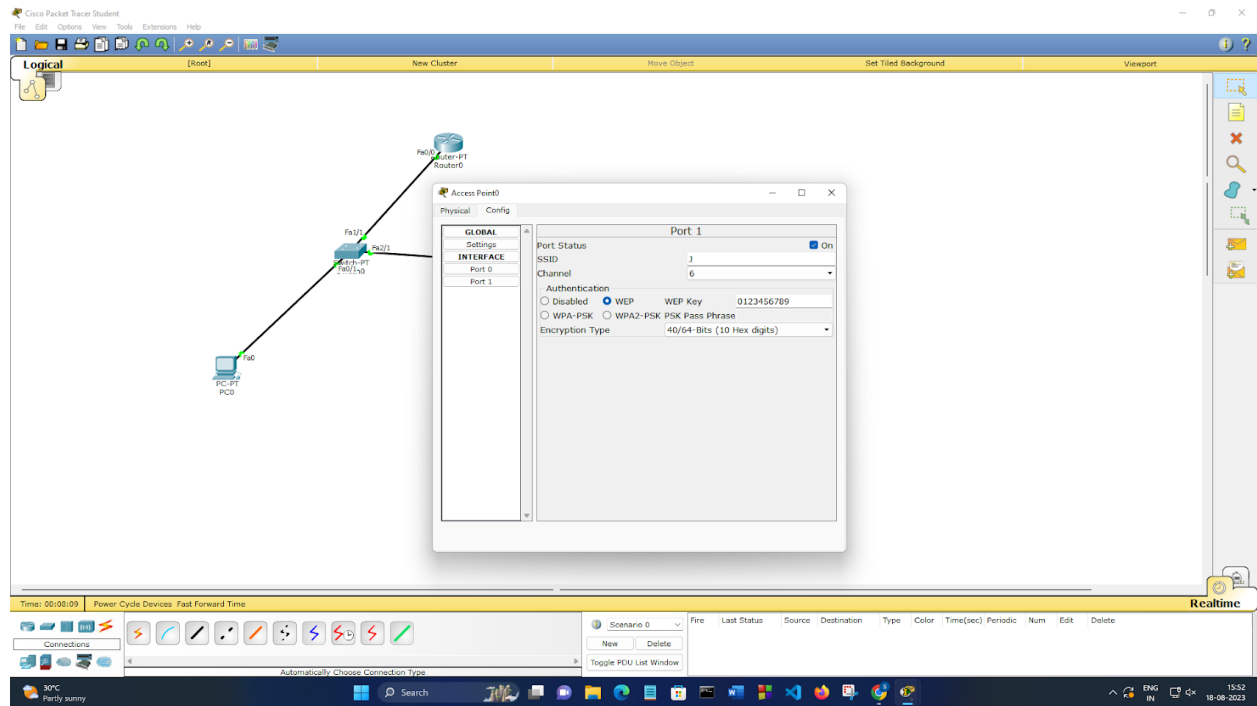 Cisco Packet Tracer Student
File Edit Options View Tools Extensions Help
Logical [Root] New Cluster Move Object Set Tiled Background Viewport
Fa0/0
Router0
Access Point0
Physical Config
GLOBAL
Settings
INTERFACE
Port 0
Port 1
Port 1
Port Status On
SSID J
Channel 6
Authentication
Disabled WEP WEP Key 0123456789
WPA-PSK WPA2-PSK PSK Pass Phrase
Encryption Type 40/64-Bits (10 Hex digits)
Fa1/1
Fa2/1
Switch-PT
Fa0/1
Fa0
PC-PT
PC0
Time: 00:08:09 Power Cycle Devices Fast Forward Time
Realtime
Connections
Automatically Choose Connection Type
Scenario 0
New Delete
Toggle PDU List Window
Fire Last Status Source Destination Type Color Time(sec) Periodic Num Edit Delete
30°C
Partly sunny
Search
ENG
IN
15:52
18-08-2023